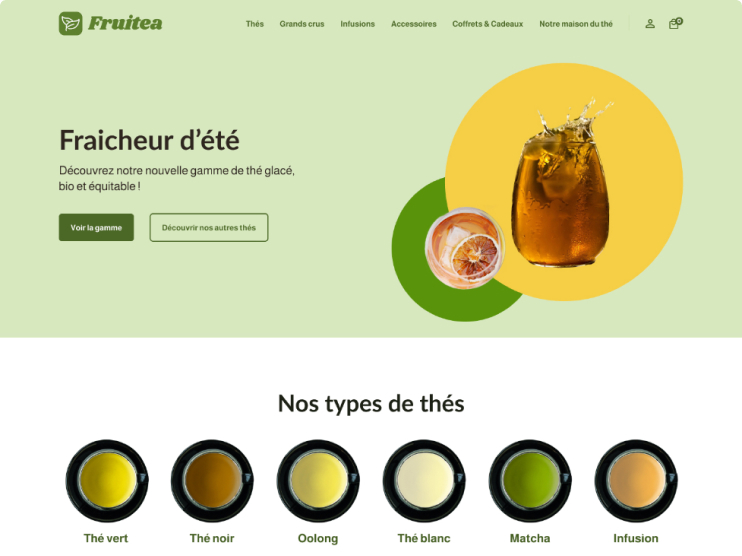 Fruitea
Thés Grands crus Infusions Accessoires Coffrets & Cadeaux Notre maison du thé 0
Fraicheur d’été
Découvrez notre nouvelle gamme de thé glacé,
bio et équitable !
Voir la gamme Découvrir nos autres thés
Nos types de thés
Thé vert Thé noir Oolong Thé blanc Matcha Infusion